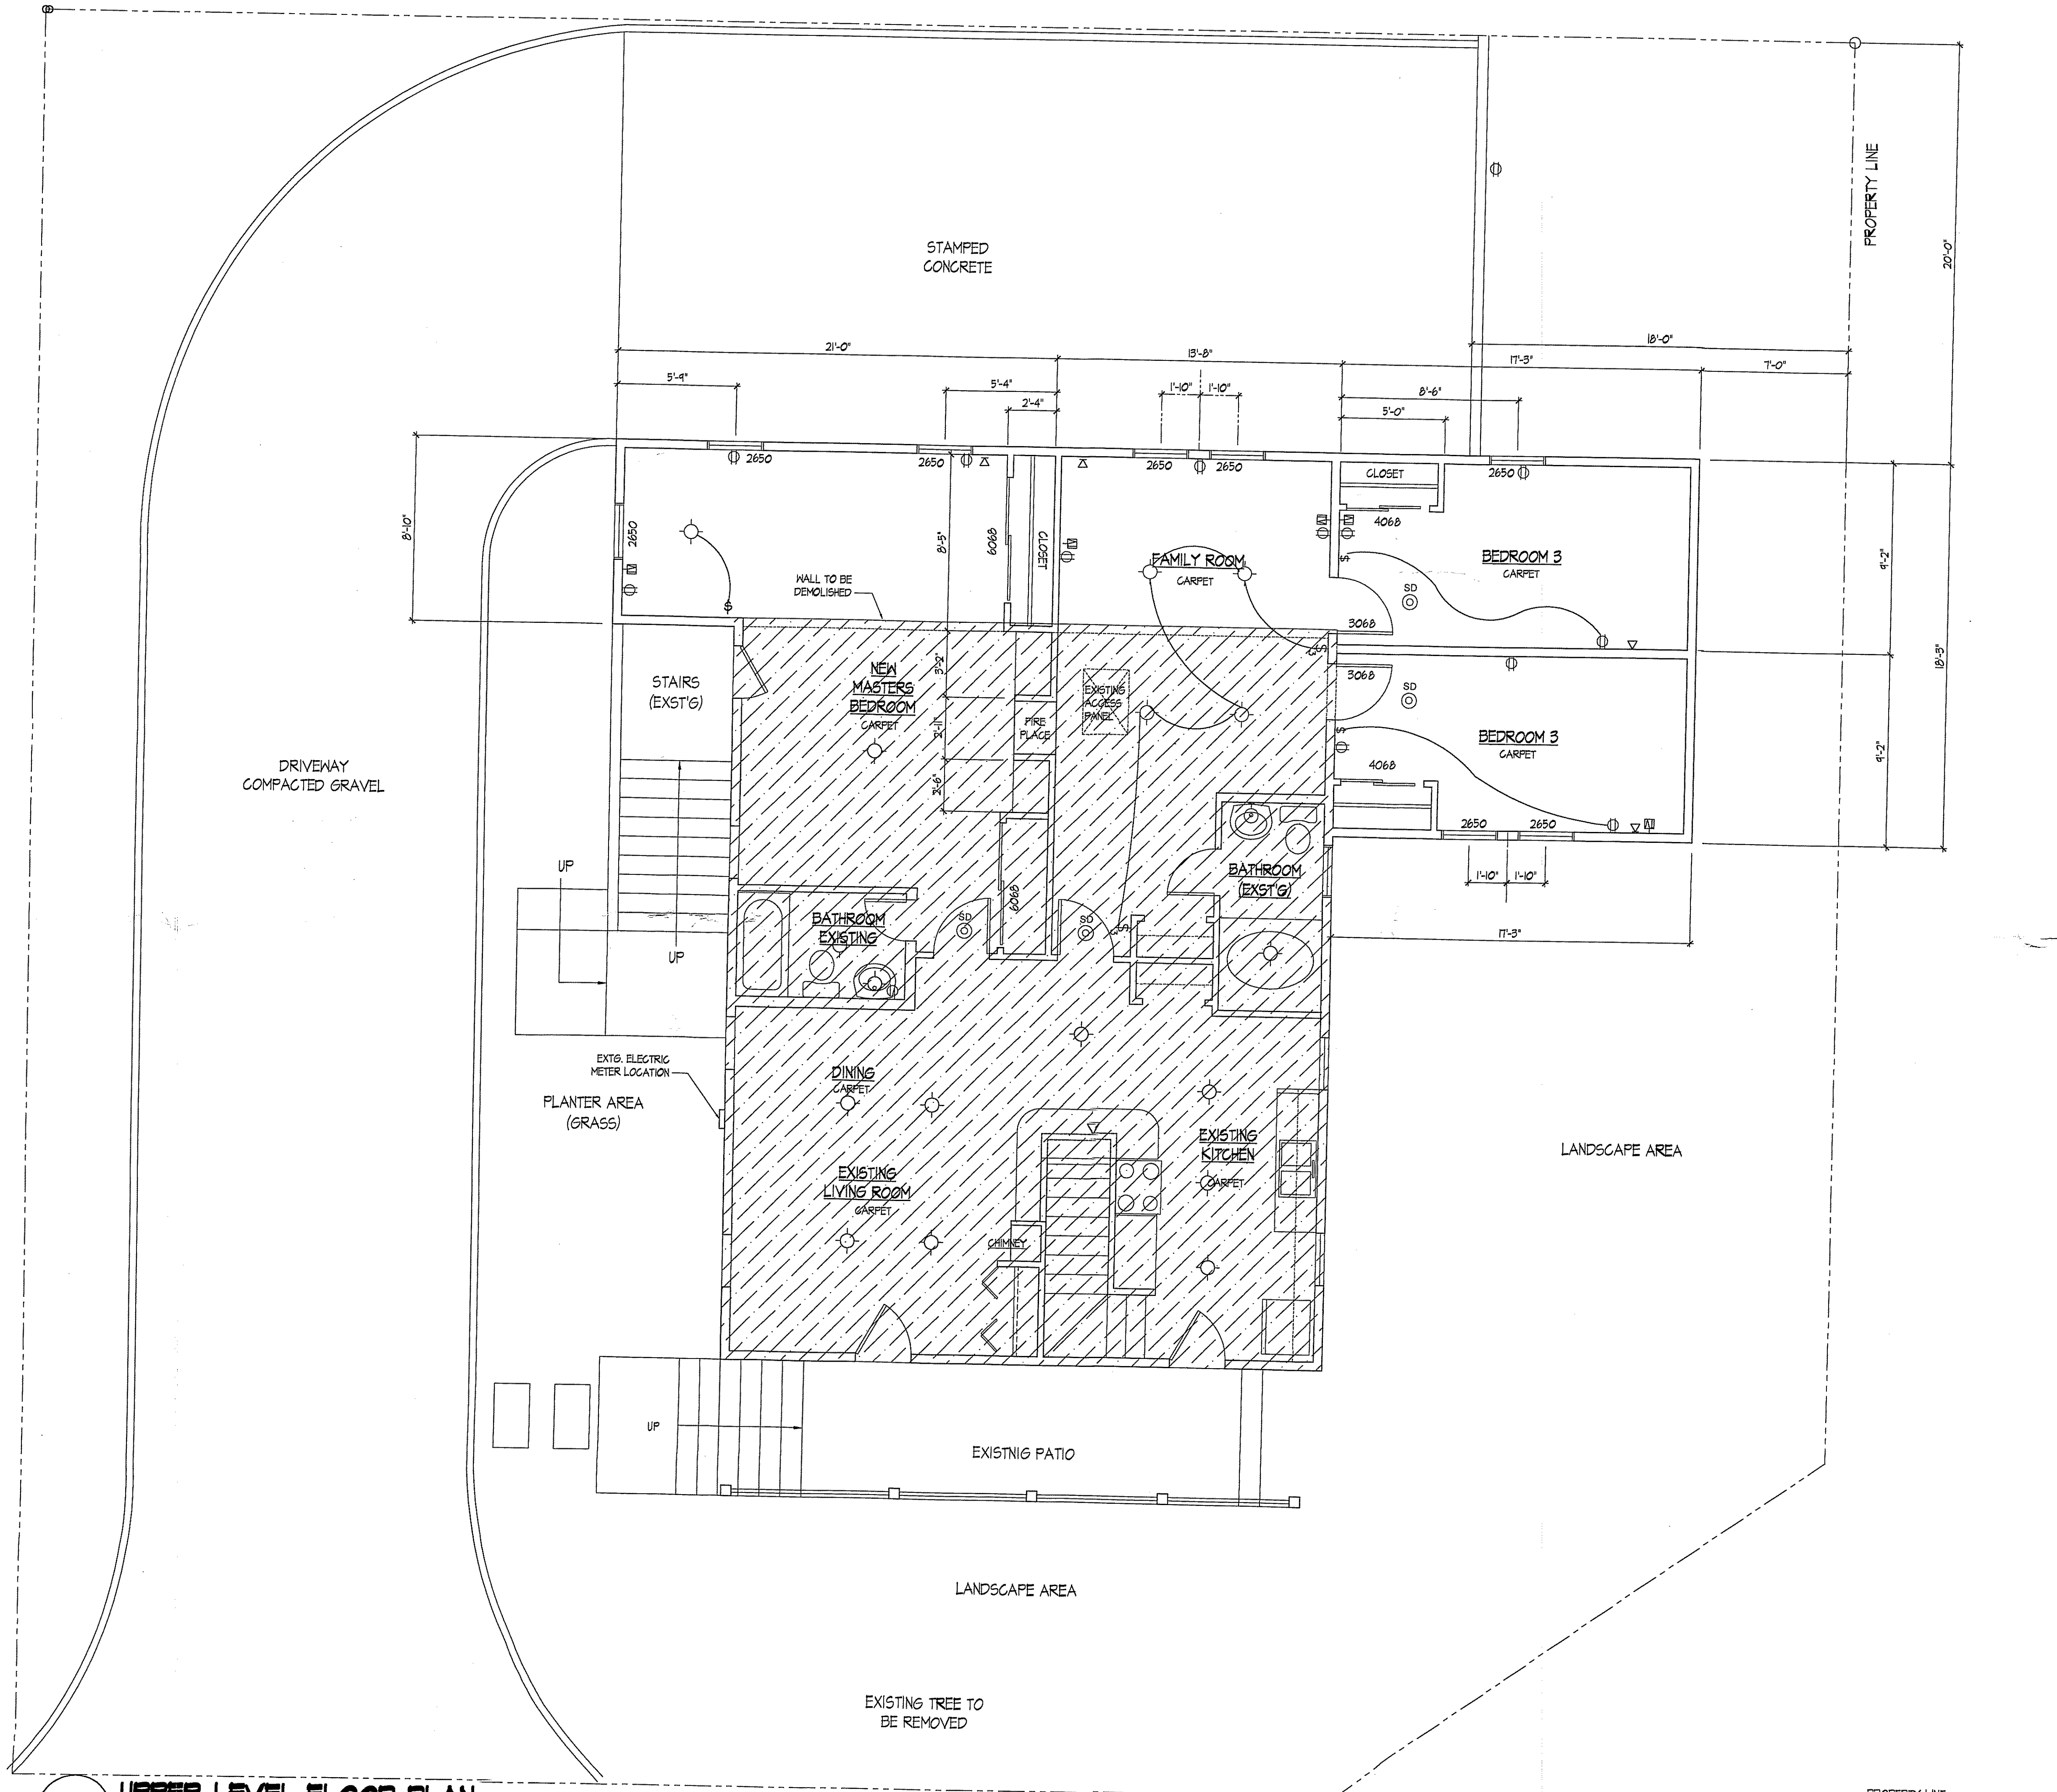 PROPERTY LINE
20'-0"
STAMPED
CONCRETE
21'-0"
13'-8"
18'-0"
17'-3"
7'-0"
5'-9"
5'-4"
1'-10"
1'-10"
8'-6"
2'-4"
5'-0"
8'-10"
2650
2650
2650
2650
2650
CLOSET
2650
8'-5"
6068
CLOSET
4068
FAMILY ROOM
CARPET
BEDROOM 3
CARPET
SD
9'-2"
18'-5"
WALL TO BE
DEMOLISHED
3068
3'-2"
NEW
MASTERS
BEDROOM
CARPET
STAIRS
(EXST'G)
EXISTING
ACCESS
PANEL
3068
SD
FIRE
PLACE
2'-11"
2'-6"
BEDROOM 3
CARPET
4068
9'-2"
DRIVEWAY
COMPACTED GRAVEL
2650
2650
1'-10"
1'-10"
UP
UP
6068
BATHROOM
(EXST'G)
BATHROOM
EXISTING
SD
SD
17'-3"
EXTG. ELECTRIC
METER LOCATION
PLANTER AREA
(GRASS)
DINING
CARPET
EXISTING
LIVING ROOM
CARPET
EXISTING
KITCHEN
CARPET
CHIMNEY
LANDSCAPE AREA
UP
EXISTNIG PATIO
LANDSCAPE AREA
EXISTING TREE TO
BE REMOVED
UPPER LEVEL FLOOR PLAN
PROPERTY LINE